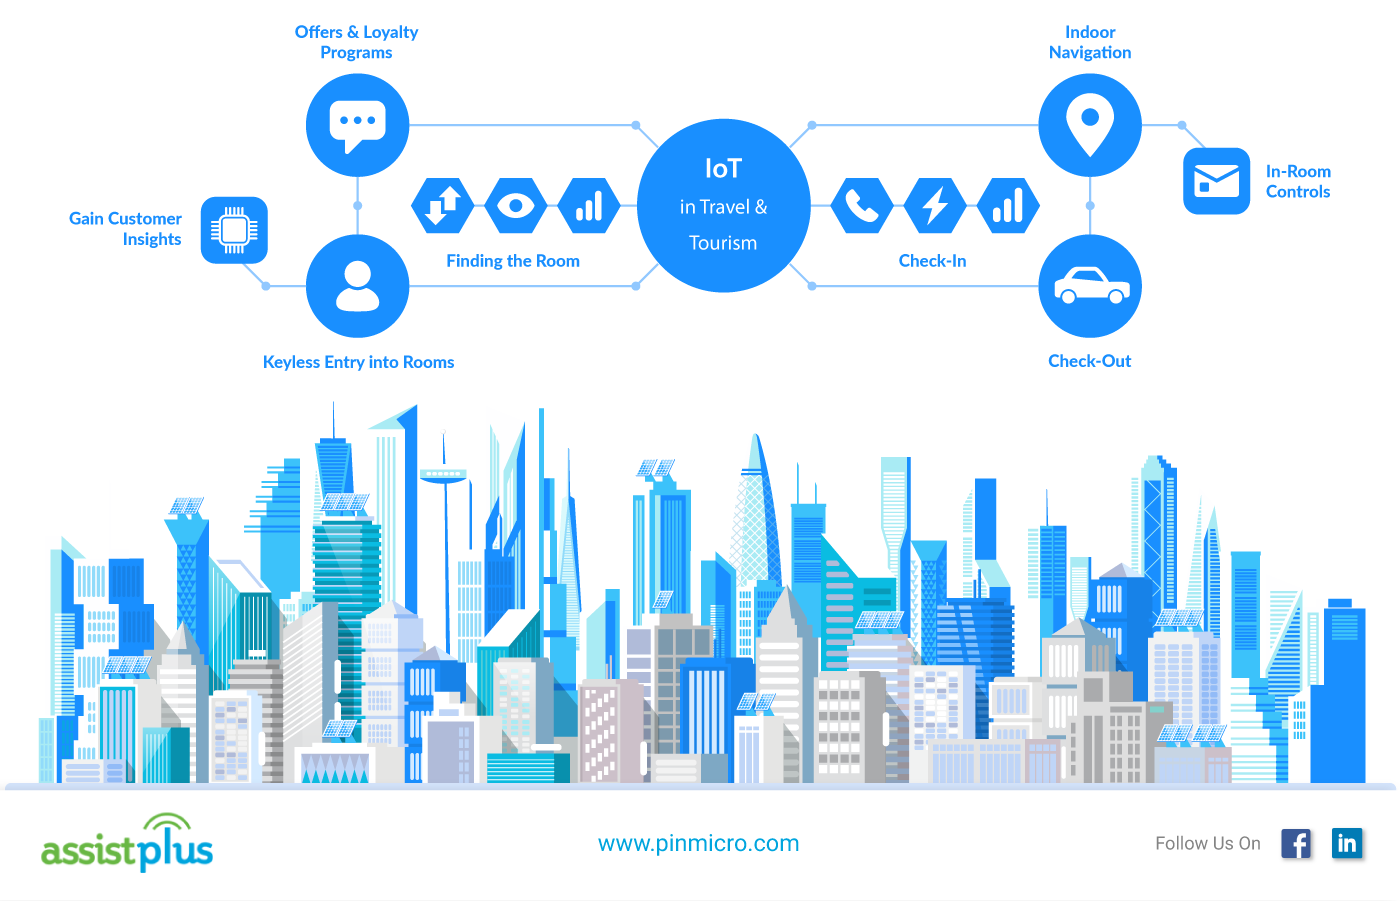 Offers & Loyalty
Programs
Indoor
Navigation
IoT
in Travel &
Tourism
In-Room
Controls
Gain Customer
Insights
Finding the Room
Check-In
Keyless Entry into Rooms
Check-Out
assistplus
www.pinmicro.com
Follow Us On
f
in